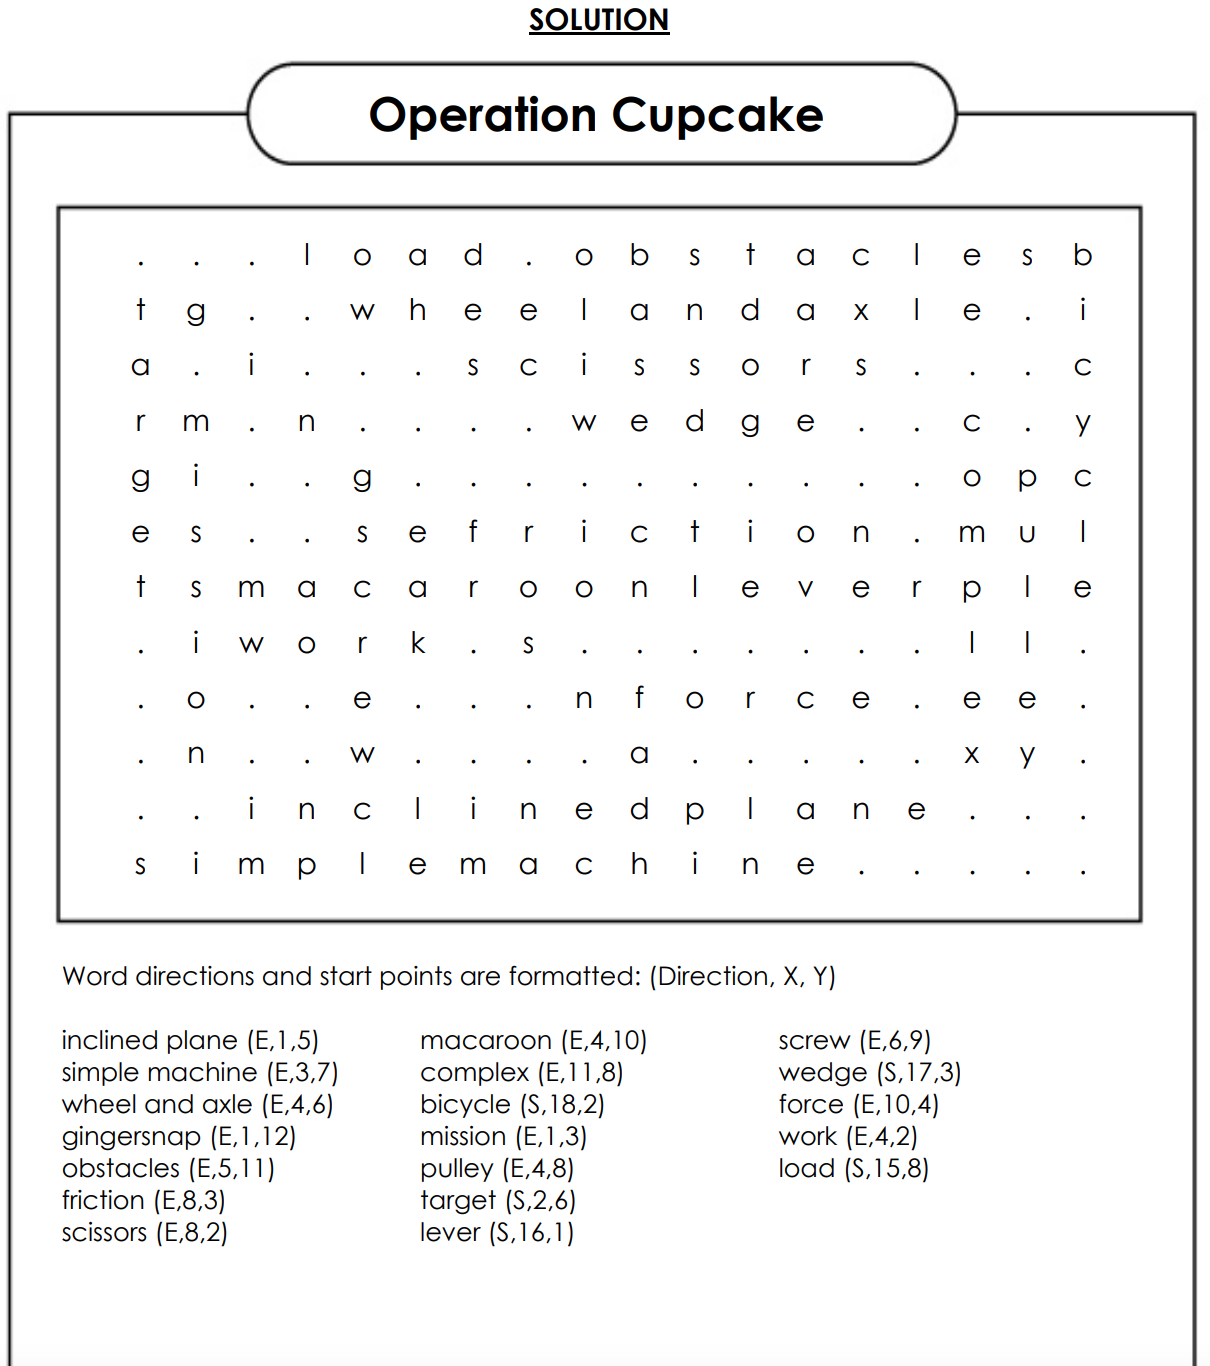 SOLUTION
Operation Cupcake
. . . l o a d . o b s t a c l e s b
t g . . w h e e l a n d a x l e . i
a . i . . . s c i s s o r s . . . c
r m . n . . . . w e d g e . . c . y
g i . . g . . . . . . . . . . o p c
e s . . s e f r i c t i o n . m u l
t s m a c a r o o n l e v e r p l e
. i w o r k . s . . . . . . . l l .
. o . . e . . . n f o r c e . e e .
. n . . w . . . . a . . . . . x y .
. . i n c l i n e d p l a n e . . .
s i m p l e m a c h i n e . . . . .
Word directions and start points are formatted: (Direction, X, Y)
inclined plane (E,1,5)
simple machine (E,3,7)
wheel and axle (E,4,6)
gingersnap (E,1,12)
obstacles (E,5,11)
friction (E,8,3)
scissors (E,8,2)
macaroon (E,4,10)
complex (E,11,8)
bicycle (S,18,2)
mission (E,1,3)
pulley (E,4,8)
target (S,2,6)
lever (S,16,1)
screw (E,6,9)
wedge (S,17,3)
force (E,10,4)
work (E,4,2)
load (S,15,8)